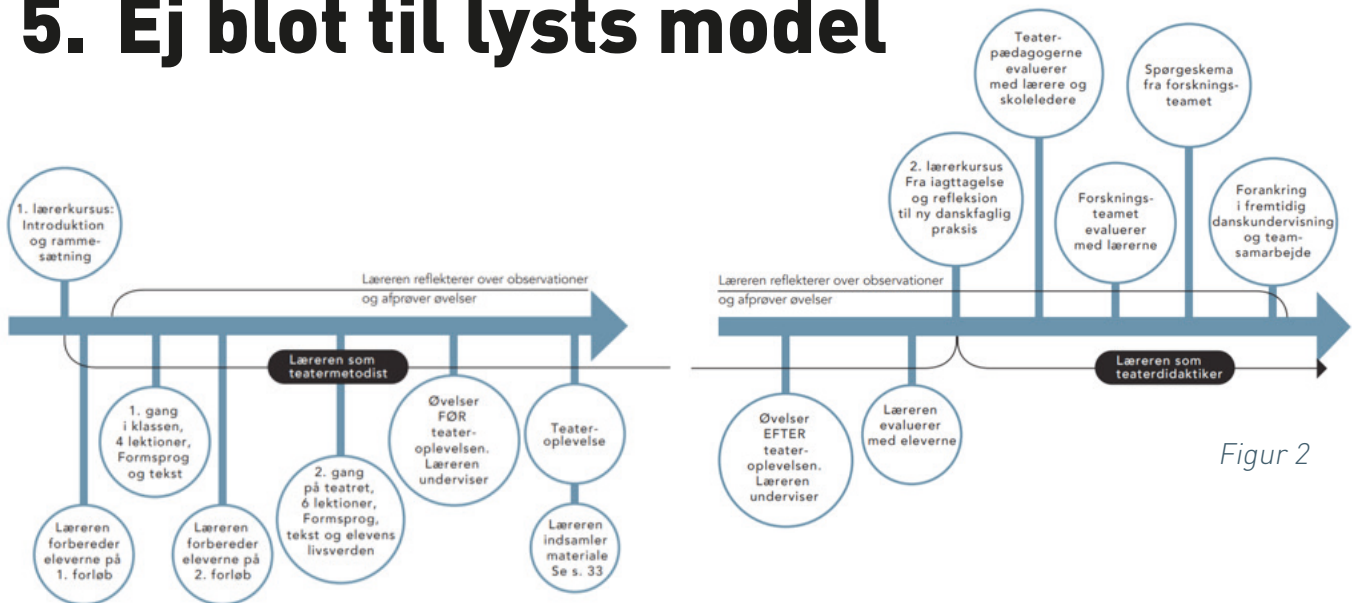 5. Ej blot til lysts model
1. lærerkursus:
Introduktion
og ramme-
sætning
Læreren reflekterer over observationer
og afprøver øvelser
Læreren som
teatermetodist
Læreren
forbereder
eleverne på
1. forløb
1. gang
i klassen,
4 lektioner,
Formsprog
og tekst
Læreren
forbereder
eleverne på
2. forløb
2. gang
på teatret,
6 lektioner,
Formsprog,
tekst og elevens
livsverden
Øvelser
FØR
teater-
oplevelsen.
Læreren
underviser
Teater-
oplevelse
Læreren
indsamler
materiale
Se s. 33
Læreren reflekterer over observationer
og afprøver øvelser
Øvelser
EFTER
teater-
oplevelsen.
Læreren
underviser
Læreren
evaluerer
med eleverne
2. lærerkursus
Fra iagttagelse
og refleksion
til ny danskfaglig
praksis
Teater-
pædagogerne
evaluerer
med lærere og
skoleledere
Forsknings-
teamet
evaluerer
med lærerne
Spørgeskema
fra forsknings-
teamet
Forankring
i fremtidig
danskundervisning
og team-
samarbejde
Læreren som
teaterdidaktiker
Figur 2